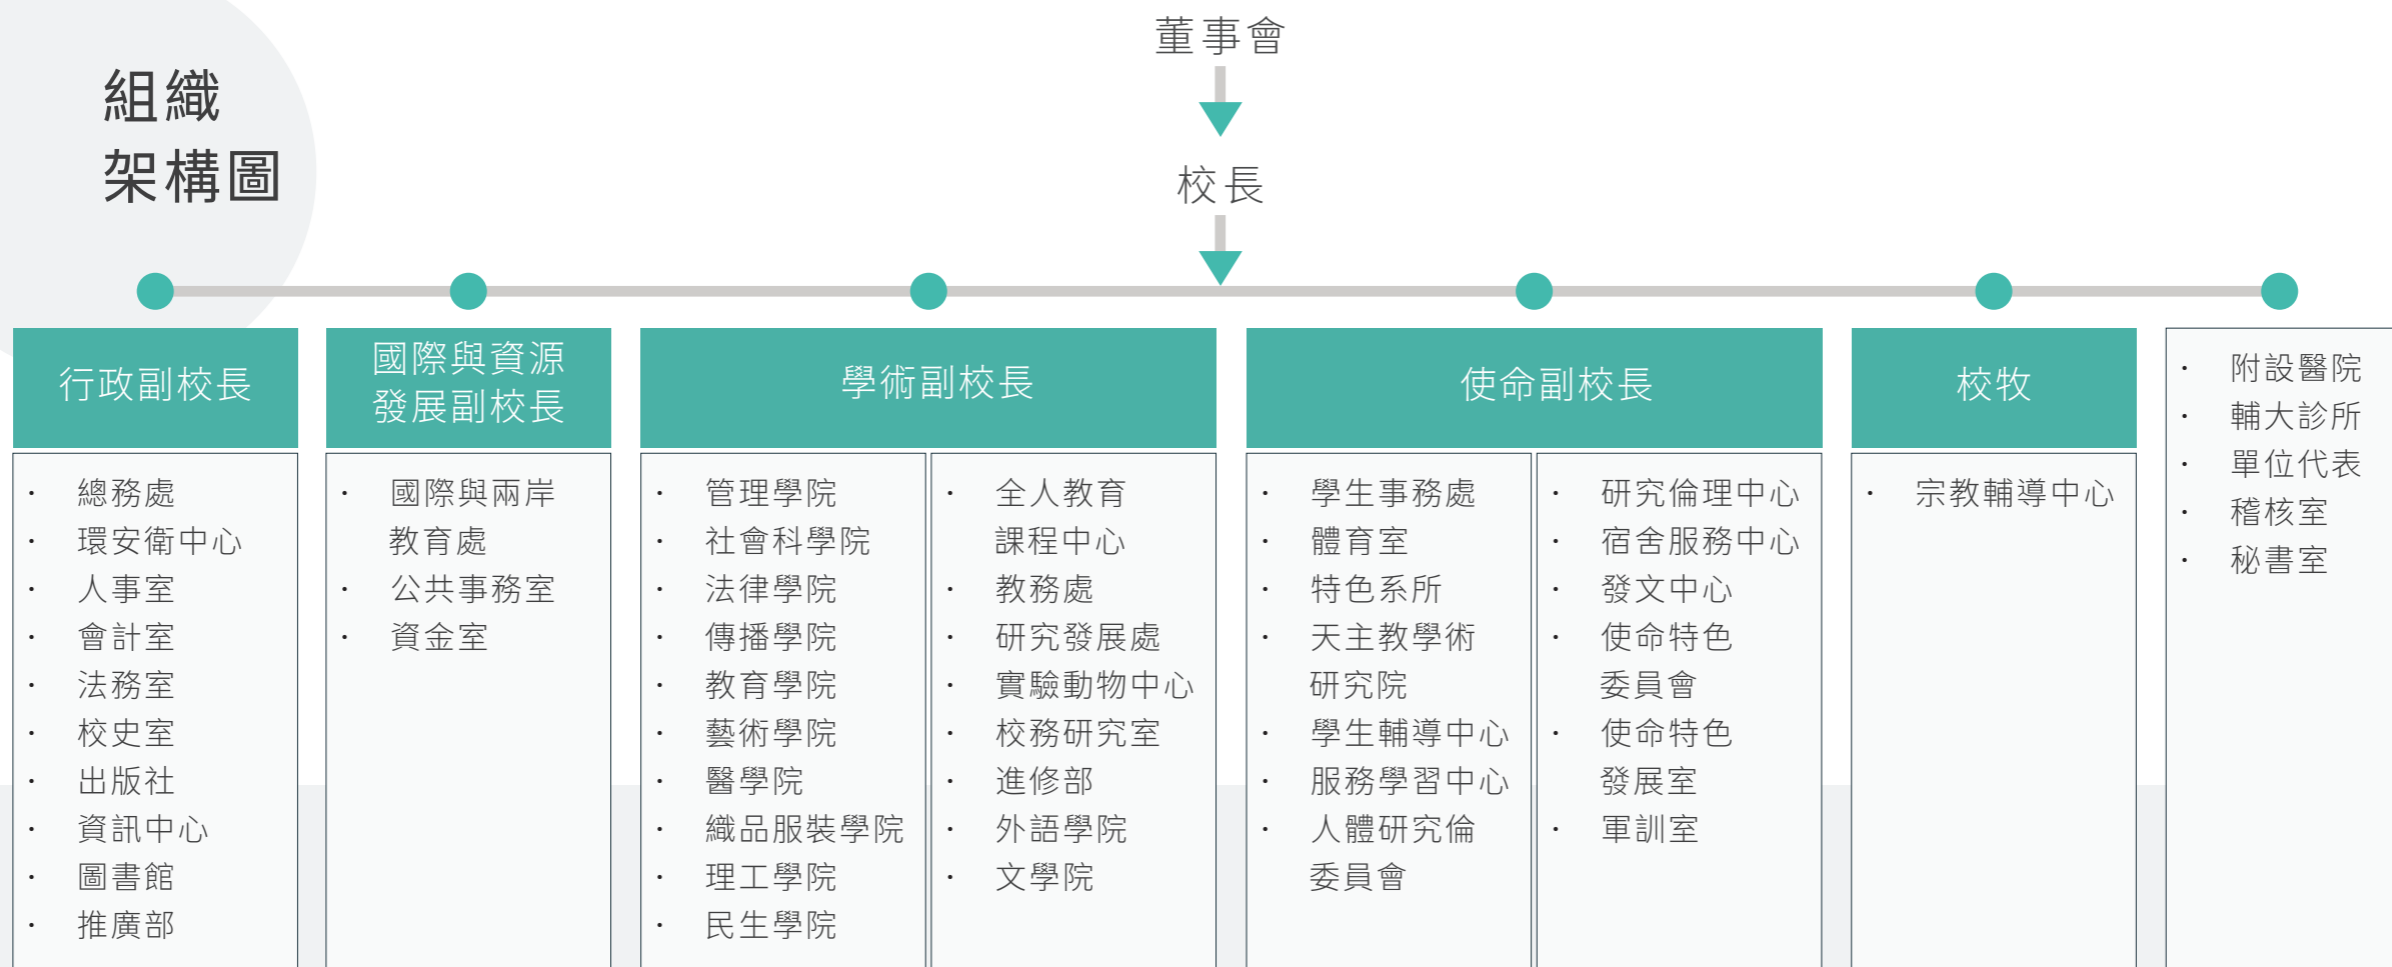 組織
架構圖
董事會
校長
行政副校長
· 總務處
· 環安衛中心
· 人事室
· 會計室
· 法務室
· 校史室
· 出版社
· 資訊中心
· 圖書館
· 推廣部
國際與資源
發展副校長
· 國際與兩岸
教育處
· 公共事務室
· 資金室
學術副校長
· 管理學院
· 社會科學院
· 法律學院
· 傳播學院
· 教育學院
· 藝術學院
· 醫學院
· 織品服裝學院
· 理工學院
· 民生學院
· 全人教育
課程中心
· 教務處
· 研究發展處
· 實驗動物中心
· 校務研究室
· 進修部
· 外語學院
· 文學院
使命副校長
· 學生事務處
· 體育室
· 特色系所
· 天主教學術
研究院
· 學生輔導中心
· 服務學習中心
· 人體研究倫
委員會
· 研究倫理中心
· 宿舍服務中心
· 發文中心
· 使命特色
委員會
· 使命特色
發展室
· 軍訓室
校牧
· 宗教輔導中心
· 附設醫院
· 輔大診所
· 單位代表
· 稽核室
· 秘書室